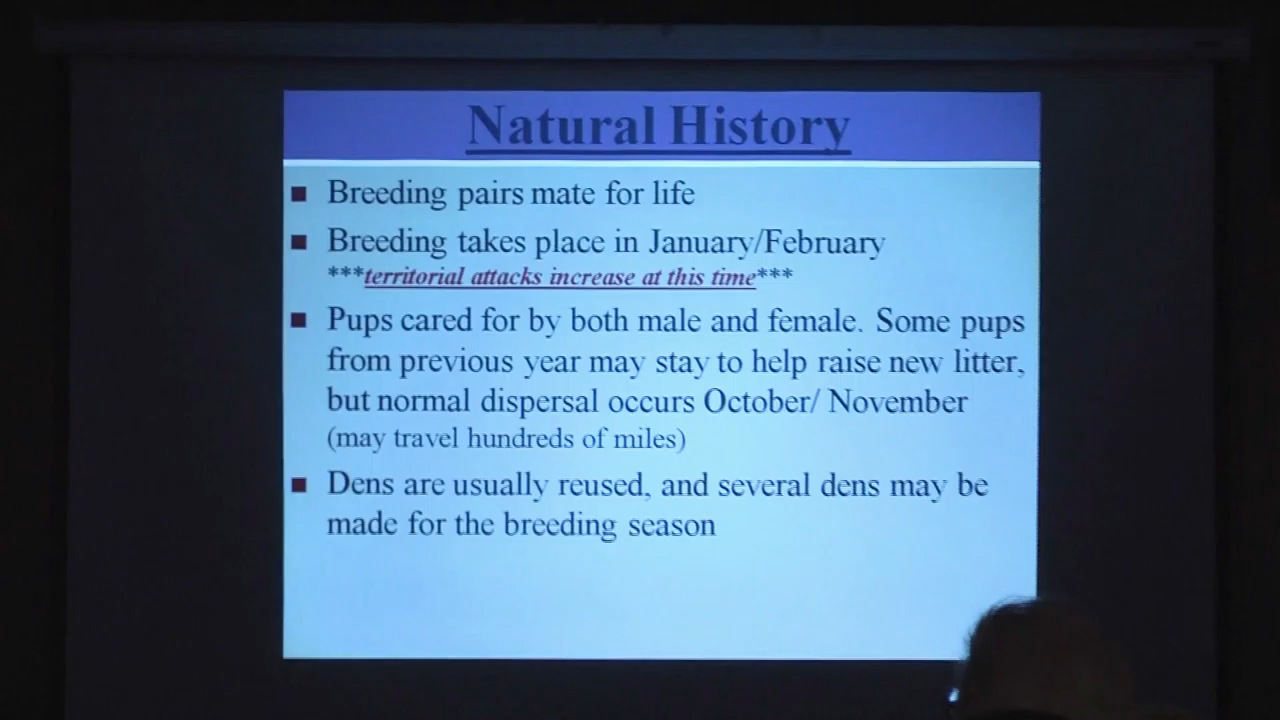 Natural History
Breeding pairs mate for life
Breeding takes place in January/February
***territorial attacks increase at this time***
Pups cared for by both male and female. Some pups
from previous year may stay to help raise new litter,
but normal dispersal occurs October/ November
(may travel hundreds of miles)
Dens are usually reused, and several dens may be
made for the breeding season